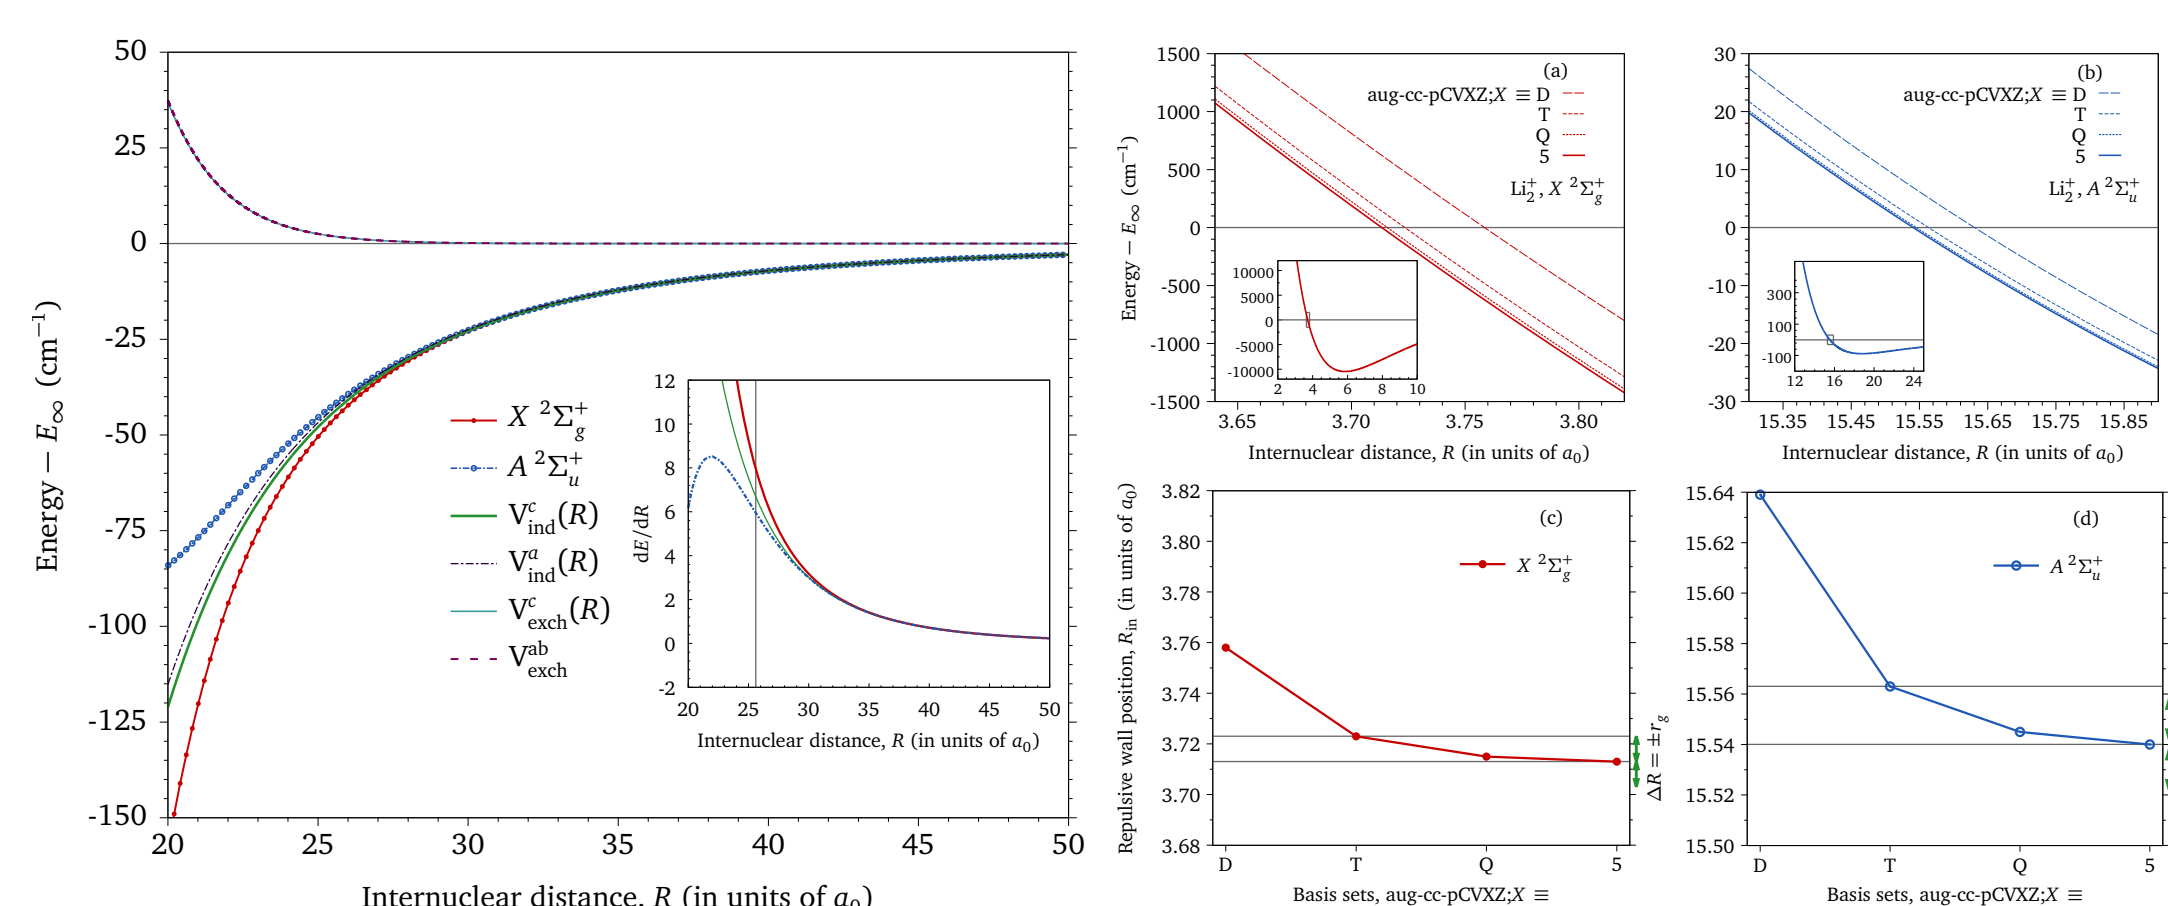 50
25
0
-25
-50
-75
-100
-125
-150
20 25 30 35 40 45 50
Energy − E∞ (cm⁻¹)
Internuclear distance, R (in units of a₀)
X ²Σg⁺
A ²Σu⁺
Vᶜind(R)
Vᵃind(R)
Vᶜexch(R)
Vᵃᵇexch
12
10
8
6
4
2
0
-2
20 25 30 35 40 45 50
dE/dR
Internuclear distance, R (in units of a₀)
1500
1000
500
0
-500
-1000
-1500
3.65 3.70 3.75 3.80
Energy − E∞ (cm⁻¹)
Internuclear distance, R (in units of a₀)
(a)
aug-cc-pCVXZ;X ≡ D
T
Q
5
Li₂⁺, X ²Σg⁺
10000
5000
0
-5000
-10000
2 4 6 8 10
30
20
10
0
-10
-20
-30
15.35 15.45 15.55 15.65 15.75 15.85
Internuclear distance, R (in units of a₀)
(b)
aug-cc-pCVXZ;X ≡ D
T
Q
5
Li₂⁺, A ²Σu⁺
300
100
-100
12 16 20 24
3.82
3.80
3.78
3.76
3.74
3.72
3.70
3.68
D T Q 5
Repulsive wall position, Rin (in units of a₀)
Basis sets, aug-cc-pCVXZ;X ≡
(c)
X ²Σg⁺
ΔR = ±rg
15.64
15.62
15.60
15.58
15.56
15.54
15.52
15.50
D T Q 5
Basis sets, aug-cc-pCVXZ;X ≡
(d)
A ²Σu⁺